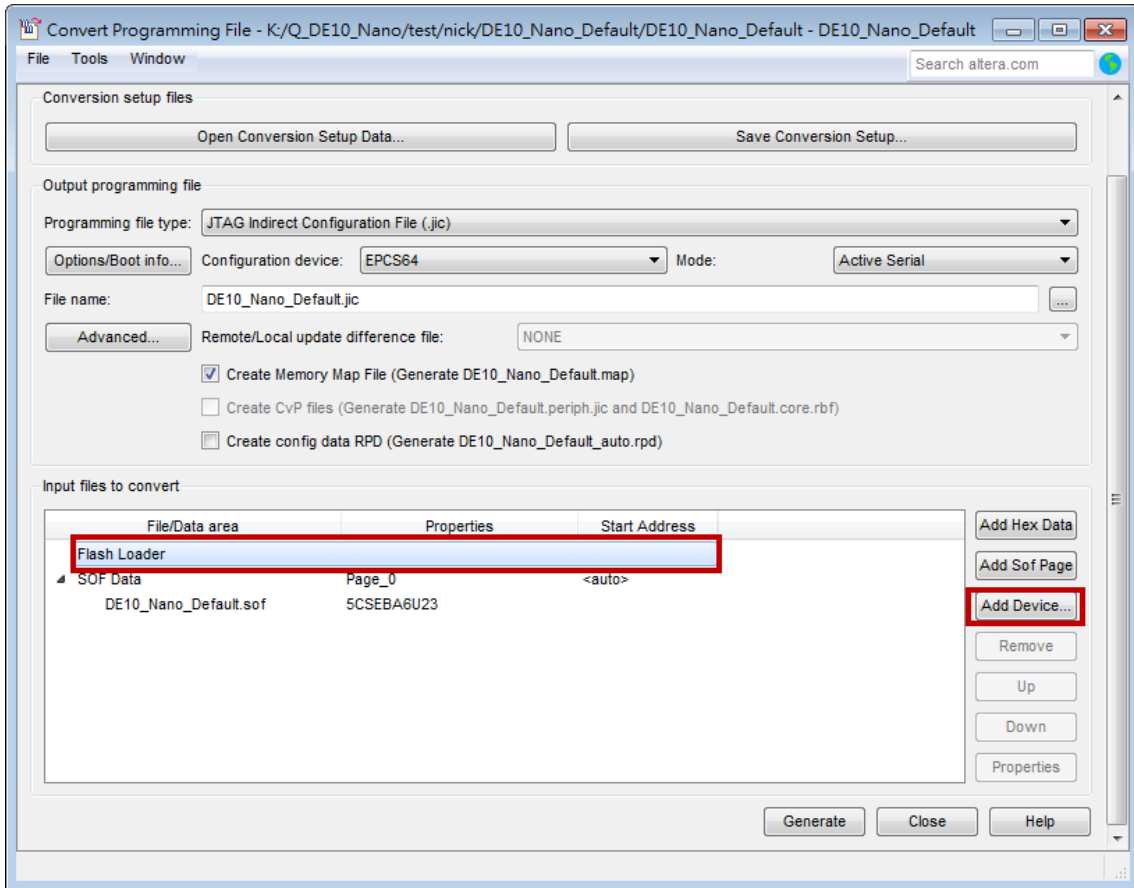 Convert Programming File - K:/Q_DE10_Nano/test/nick/DE10_Nano_Default/DE10_Nano_Default - DE10_Nano_Default
File Tools Window Search altera.com
Conversion setup files
Open Conversion Setup Data... Save Conversion Setup...
Output programming file
Programming file type: JTAG Indirect Configuration File (.jic)
Options/Boot info... Configuration device: EPCS64 Mode: Active Serial
File name: DE10_Nano_Default.jic ...
Advanced... Remote/Local update difference file: NONE
Create Memory Map File (Generate DE10_Nano_Default.map)
Create CvP files (Generate DE10_Nano_Default.periph.jic and DE10_Nano_Default.core.rbf)
Create config data RPD (Generate DE10_Nano_Default_auto.rpd)
Input files to convert
File/Data area Properties Start Address Add Hex Data
Flash Loader
SOF Data Page_0 <auto> Add Sof Page
DE10_Nano_Default.sof 5CSEBA6U23 Add Device...
Remove
Up
Down
Properties
Generate Close Help